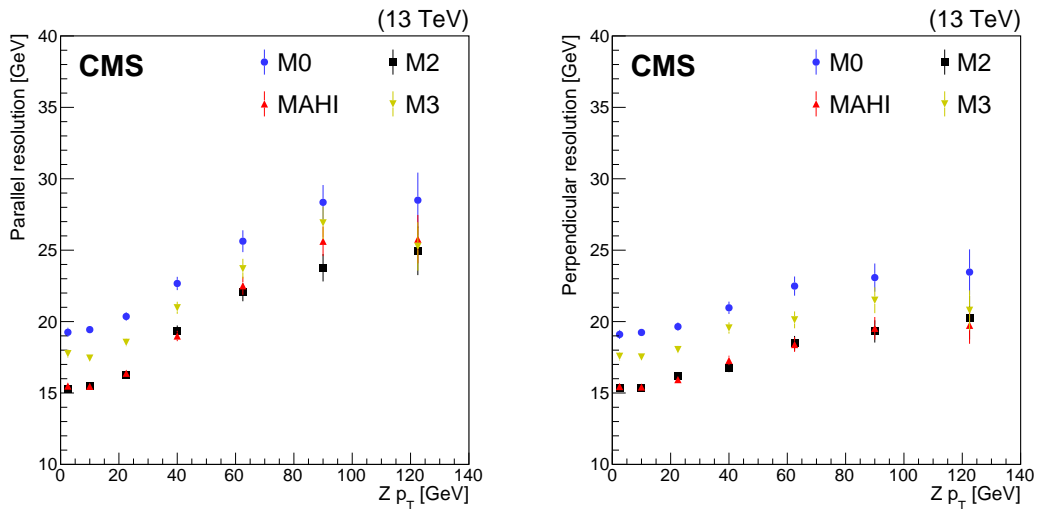 (13 TeV)
CMS
M0
M2
MAHI
M3
Parallel resolution [GeV]
40
35
30
25
20
15
10
0 20 40 60 80 100 120 140
Z p_T [GeV]
(13 TeV)
CMS
M0
M2
MAHI
M3
Perpendicular resolution [GeV]
40
35
30
25
20
15
10
0 20 40 60 80 100 120 140
Z p_T [GeV]